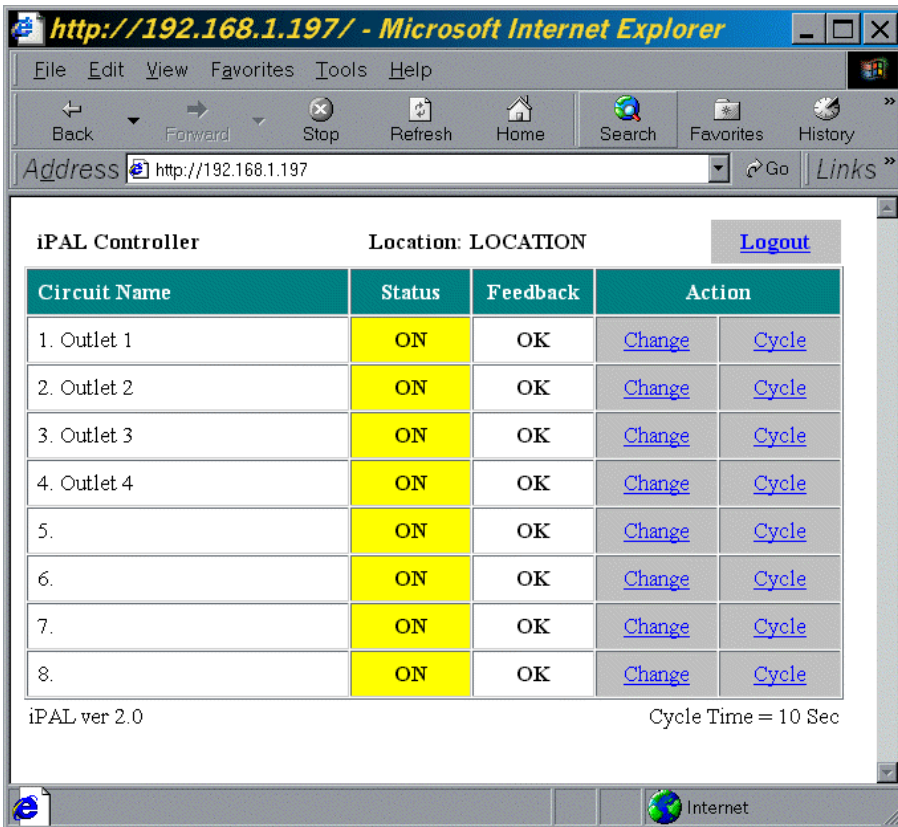 http://192.168.1.197/ - Microsoft Internet Explorer
File Edit View Favorites Tools Help
Back Forward Stop Refresh Home Search Favorites History »
Address http://192.168.1.197 Go Links »
iPAL Controller Location: LOCATION Logout
Circuit Name Status Feedback Action
1. Outlet 1 ON OK Change Cycle
2. Outlet 2 ON OK Change Cycle
3. Outlet 3 ON OK Change Cycle
4. Outlet 4 ON OK Change Cycle
5. ON OK Change Cycle
6. ON OK Change Cycle
7. ON OK Change Cycle
8. ON OK Change Cycle
iPAL ver 2.0 Cycle Time = 10 Sec
Internet